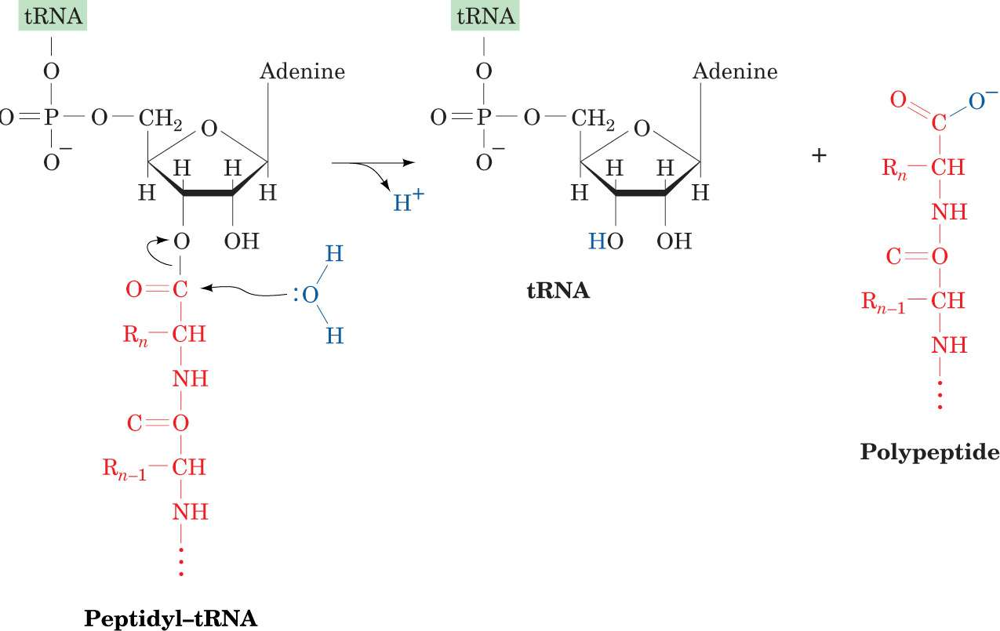 tRNA
O
Adenine
O=P—O—CH₂ O
O⁻
H H H H
O OH
O=C
Rₙ—CH
NH
C=O
Rₙ₋₁—CH
NH
⋮
Peptidyl–tRNA
H
:O
H
H⁺
tRNA
O
Adenine
O=P—O—CH₂ O
O⁻
H H H H
HO OH
tRNA
+
O O⁻
C
Rₙ—CH
NH
C=O
Rₙ₋₁—CH
NH
⋮
Polypeptide